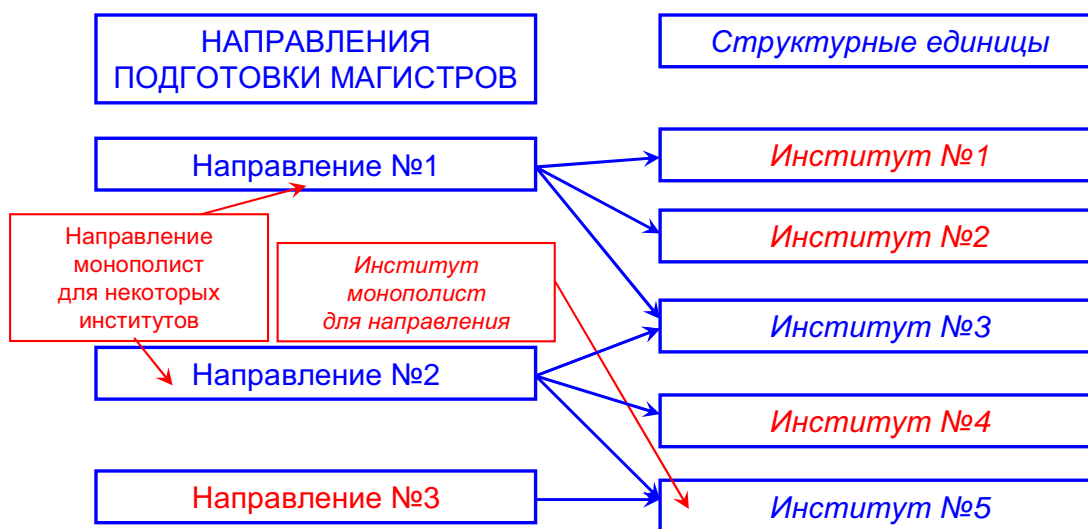 НАПРАВЛЕНИЯ
ПОДГОТОВКИ МАГИСТРОВ
Структурные единицы
Направление №1
Институт №1
Институт №2
Направление
монополист
для некоторых
институтов
Институт
монополист
для направления
Институт №3
Направление №2
Институт №4
Направление №3
Институт №5